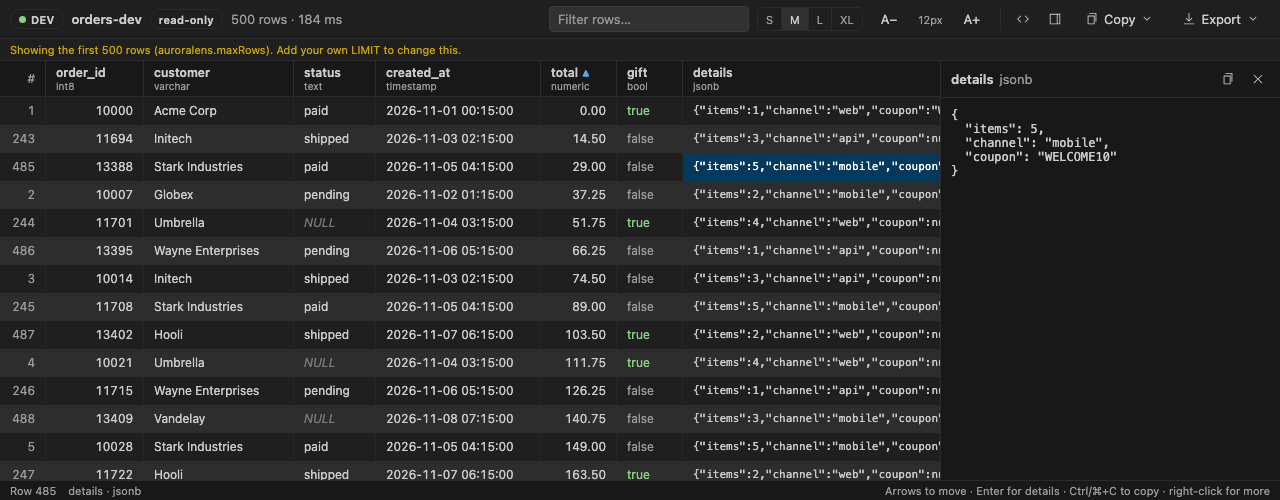 DEV orders-dev read-only 500 rows · 184 ms Filter rows... S M L XL A− 12px A+ <> Copy Export
Showing the first 500 rows (auroralens.maxRows). Add your own LIMIT to change this.
# order_id customer status created_at total ▲ gift details
int8 varchar text timestamp numeric bool jsonb
1 10000 Acme Corp paid 2026-11-01 00:15:00 0.00 true {"items":1,"channel":"web","coupon":"
243 11694 Initech shipped 2026-11-03 02:15:00 14.50 false {"items":3,"channel":"api","coupon":nu
485 13388 Stark Industries paid 2026-11-05 04:15:00 29.00 false {"items":5,"channel":"mobile","coupon"
2 10007 Globex pending 2026-11-02 01:15:00 37.25 false {"items":2,"channel":"mobile","coupon"
244 11701 Umbrella NULL 2026-11-04 03:15:00 51.75 true {"items":4,"channel":"web","coupon":nu
486 13395 Wayne Enterprises pending 2026-11-06 05:15:00 66.25 false {"items":1,"channel":"api","coupon":nu
3 10014 Initech shipped 2026-11-03 02:15:00 74.50 false {"items":3,"channel":"api","coupon":nu
245 11708 Stark Industries paid 2026-11-05 04:15:00 89.00 false {"items":5,"channel":"mobile","coupon"
487 13402 Hooli shipped 2026-11-07 06:15:00 103.50 true {"items":2,"channel":"web","coupon":nu
4 10021 Umbrella NULL 2026-11-04 03:15:00 111.75 true {"items":4,"channel":"web","coupon":nu
246 11715 Wayne Enterprises pending 2026-11-06 05:15:00 126.25 false {"items":1,"channel":"api","coupon":nu
488 13409 Vandelay NULL 2026-11-08 07:15:00 140.75 false {"items":3,"channel":"mobile","coupon"
5 10028 Stark Industries paid 2026-11-05 04:15:00 149.00 false {"items":5,"channel":"mobile","coupon"
247 11722 Hooli shipped 2026-11-07 06:15:00 163.50 true {"items":2,"channel":"web","coupon":nu
details jsonb
{
"items": 5,
"channel": "mobile",
"coupon": "WELCOME10"
}
Row 485 details · jsonb Arrows to move · Enter for details · Ctrl/⌘+C to copy · right-click for more